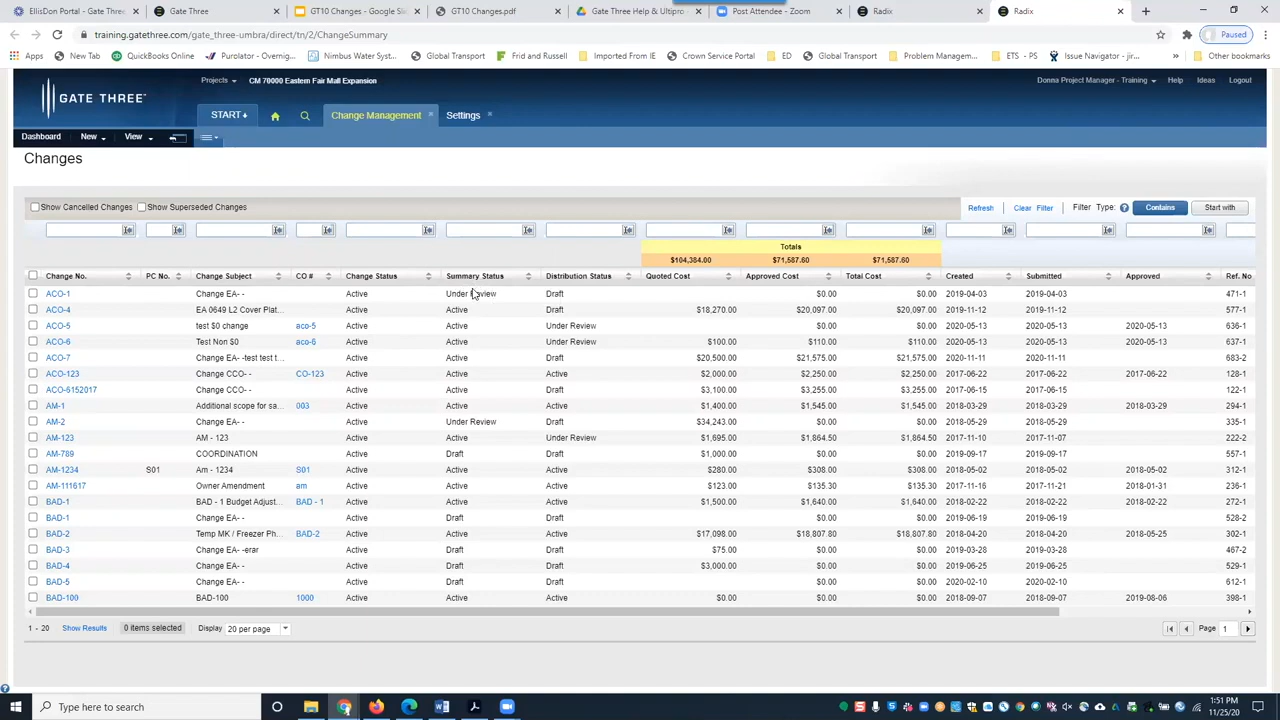 EllisDon Portal - Gate Three
Gate Three
GT10 Changes - Google Sli
GT10 Changes.pdf
Gate Three Help & Ultipro
Post Attendee - Zoom
Radix
Radix
training.gatethree.com/gate_three-umbra/direct/tn/2/ChangeSummary
Paused
Apps New Tab QuickBooks Online Purolator - Overnig... Nimbus Water Syst... Global Transport Frid and Russell Imported From IE Crown Service Portal ED Global Transport Problem Managem... ETS - PS Issue Navigator - jir... » Other bookmarks
Projects CM 70000 Eastern Fair Mall Expansion Donna Project Manager - Training Help Ideas Logout
GATE THREE
START Change Management Settings
Dashboard New View
Changes
Show Cancelled Changes Show Superseded Changes Refresh Clear Filter Filter Type: Contains Start with
Totals
$104,384.00 $71,587.60 $71,587.60
Change No. PC No. Change Subject CO # Change Status Summary Status Distribution Status Quoted Cost Approved Cost Total Cost Created Submitted Approved Ref. No
ACO-1 Change EA- - Active Under Review Draft $0.00 $0.00 2019-04-03 2019-04-03 471-1
ACO-4 EA 0649 L2 Cover Plat... Active Active Draft $18,270.00 $20,097.00 $20,097.00 2019-11-12 2019-11-12 577-1
ACO-5 test $0 change aco-5 Active Active Under Review $0.00 $0.00 2020-05-13 2020-05-13 2020-05-13 636-1
ACO-6 Test Non $0 aco-6 Active Active Under Review $100.00 $110.00 $110.00 2020-05-13 2020-05-13 2020-05-13 637-1
ACO-7 Change EA- -test test t... Active Active Draft $20,500.00 $21,575.00 $21,575.00 2020-11-11 2020-11-11 683-2
ACO-123 Change CCO- - CO-123 Active Active Active $2,000.00 $2,250.00 $2,250.00 2017-06-22 2017-06-22 2017-06-22 128-1
ACO-6152017 Change CCO- - Active Active Draft $3,100.00 $3,255.00 $3,255.00 2017-06-15 2017-06-15 122-1
AM-1 Additional scope for sa... 003 Active Active Active $1,400.00 $1,545.00 $1,545.00 2018-03-29 2018-03-29 2018-03-29 294-1
AM-2 Change EA- - Active Under Review Draft $34,243.00 $0.00 $0.00 2018-05-29 2018-05-29 335-1
AM-123 AM - 123 Active Active Under Review $1,695.00 $1,864.50 $1,864.50 2017-11-10 2017-11-07 222-2
AM-789 COORDINATION Active Draft Draft $1,000.00 $0.00 $0.00 2019-09-17 2019-09-17 557-1
AM-1234 S01 Am - 1234 S01 Active Active Active $280.00 $308.00 $308.00 2018-05-02 2018-05-02 2018-05-02 312-1
AM-111617 Owner Amendment am Active Active Active $123.00 $135.30 $135.30 2017-11-16 2017-11-21 2018-01-31 236-1
BAD-1 BAD - 1 Budget Adjust... BAD - 1 Active Active Active $1,500.00 $1,640.00 $1,640.00 2018-02-22 2018-02-22 2018-02-22 272-1
BAD-1 Change EA- - Active Draft Draft $0.00 $0.00 2019-06-19 2019-06-19 528-2
BAD-2 Temp MK / Freezer Ph... BAD-2 Active Active Active $17,098.00 $18,807.80 $18,807.80 2018-04-20 2018-04-20 2018-05-25 302-1
BAD-3 Change EA- -erar Active Draft Draft $75.00 $0.00 $0.00 2019-03-28 2019-03-28 467-2
BAD-4 Change EA- - Active Draft Draft $3,000.00 $0.00 $0.00 2019-06-25 2019-06-25 529-1
BAD-5 Change EA- - Active Draft Draft $0.00 $0.00 2020-02-10 2020-02-10 612-1
BAD-100 BAD-100 1000 Active Active Active $0.00 $0.00 $0.00 2018-09-07 2018-09-07 2019-08-06 398-1
1 - 20 Show Results 0 items selected Display 20 per page Page 1
Type here to search
1:51 PM
11/25/20